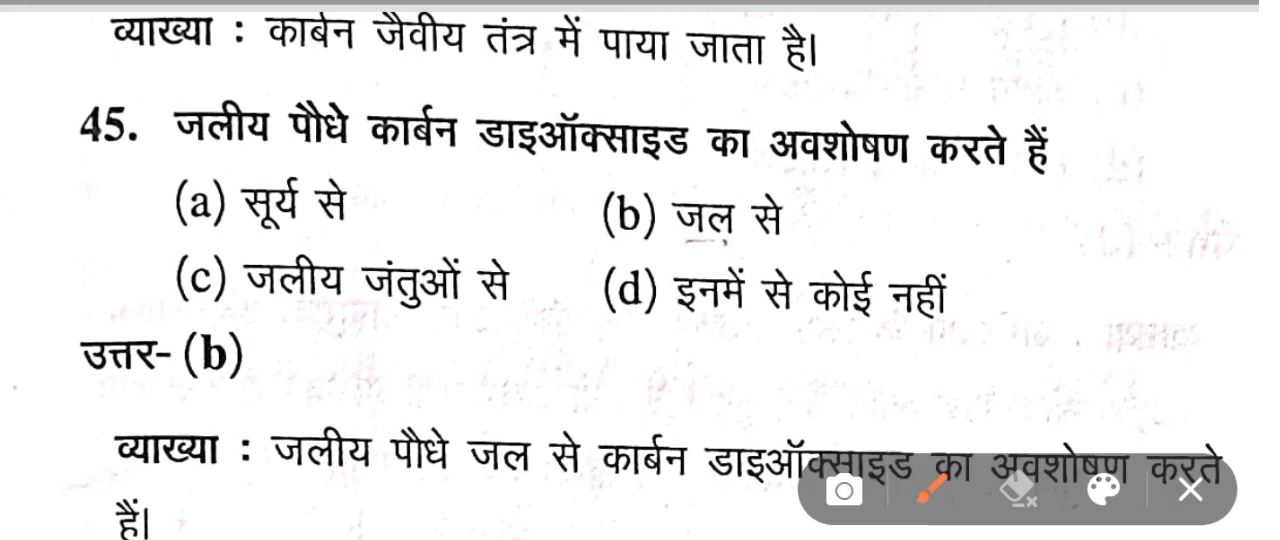 व्याख्या : कार्बन जैवीय तंत्र में पाया जाता है।
45. जलीय पौधे कार्बन डाइऑक्साइड का अवशोषण करते हैं
(a) सूर्य से (b) जल से
(c) जलीय जंतुओं से (d) इनमें से कोई नहीं
उत्तर- (b)
व्याख्या : जलीय पौधे जल से कार्बन डाइऑक्साइड का अवशोषण करते
हैं।